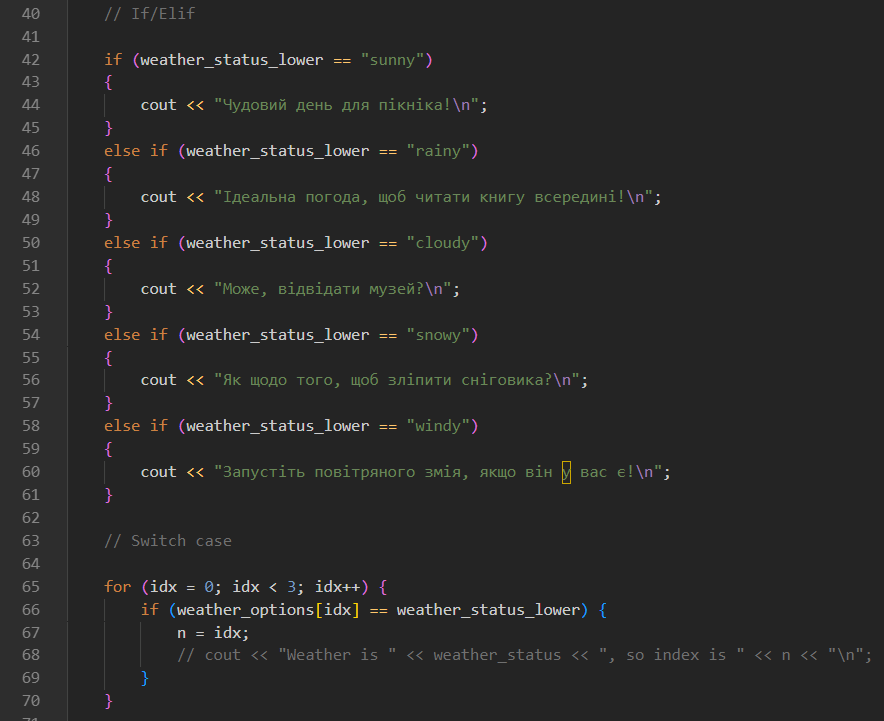 40 // If/Elif
41
42 if (weather_status_lower == "sunny")
43 {
44 cout << "Чудовий день для пікніка!\n";
45 }
46 else if (weather_status_lower == "rainy")
47 {
48 cout << "Ідеальна погода, щоб читати книгу всередині!\n";
49 }
50 else if (weather_status_lower == "cloudy")
51 {
52 cout << "Може, відвідати музей?\n";
53 }
54 else if (weather_status_lower == "snowy")
55 {
56 cout << "Як щодо того, щоб зліпити сніговика?\n";
57 }
58 else if (weather_status_lower == "windy")
59 {
60 cout << "Запустіть повітряного змія, якщо він у вас є!\n";
61 }
62
63 // Switch case
64
65 for (idx = 0; idx < 3; idx++) {
66 if (weather_options[idx] == weather_status_lower) {
67 n = idx;
68 // cout << "Weather is " << weather_status << ", so index is " << n << "\n";
69 }
70 }